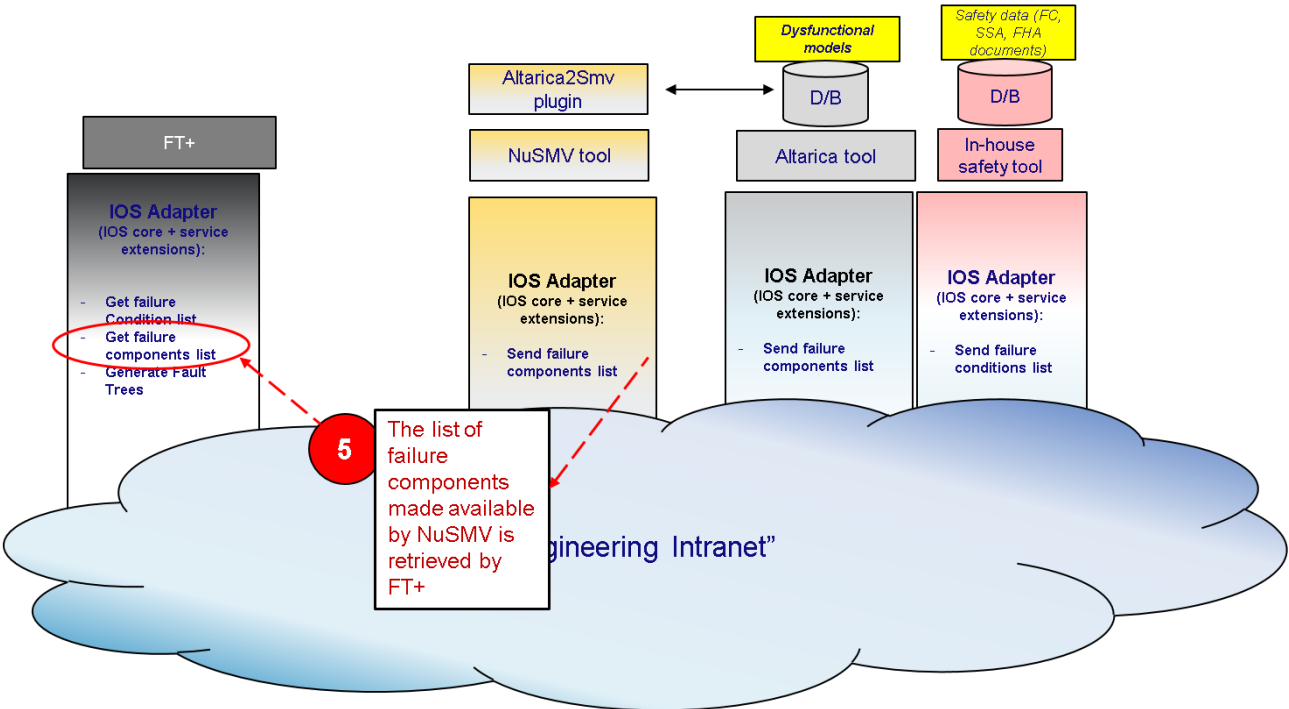 Dysfunctional
models
Safety data (FC,
SSA, FHA
documents)
Altarica2Smv
plugin
D/B
D/B
FT+
NuSMV tool
Altarica tool
In-house
safety tool
IOS Adapter
(IOS core + service
extensions):
- Get failure
Condition list
- Get failure
components list
- Generate Fault
Trees
IOS Adapter
(IOS core + service
extensions):
- Send failure
components list
IOS Adapter
(IOS core + service
extensions):
- Send failure
components list
IOS Adapter
(IOS core + service
extensions):
- Send failure
conditions list
5
The list of
failure
components
made available
by NuSMV is
retrieved by
FT+
gineering Intranet”